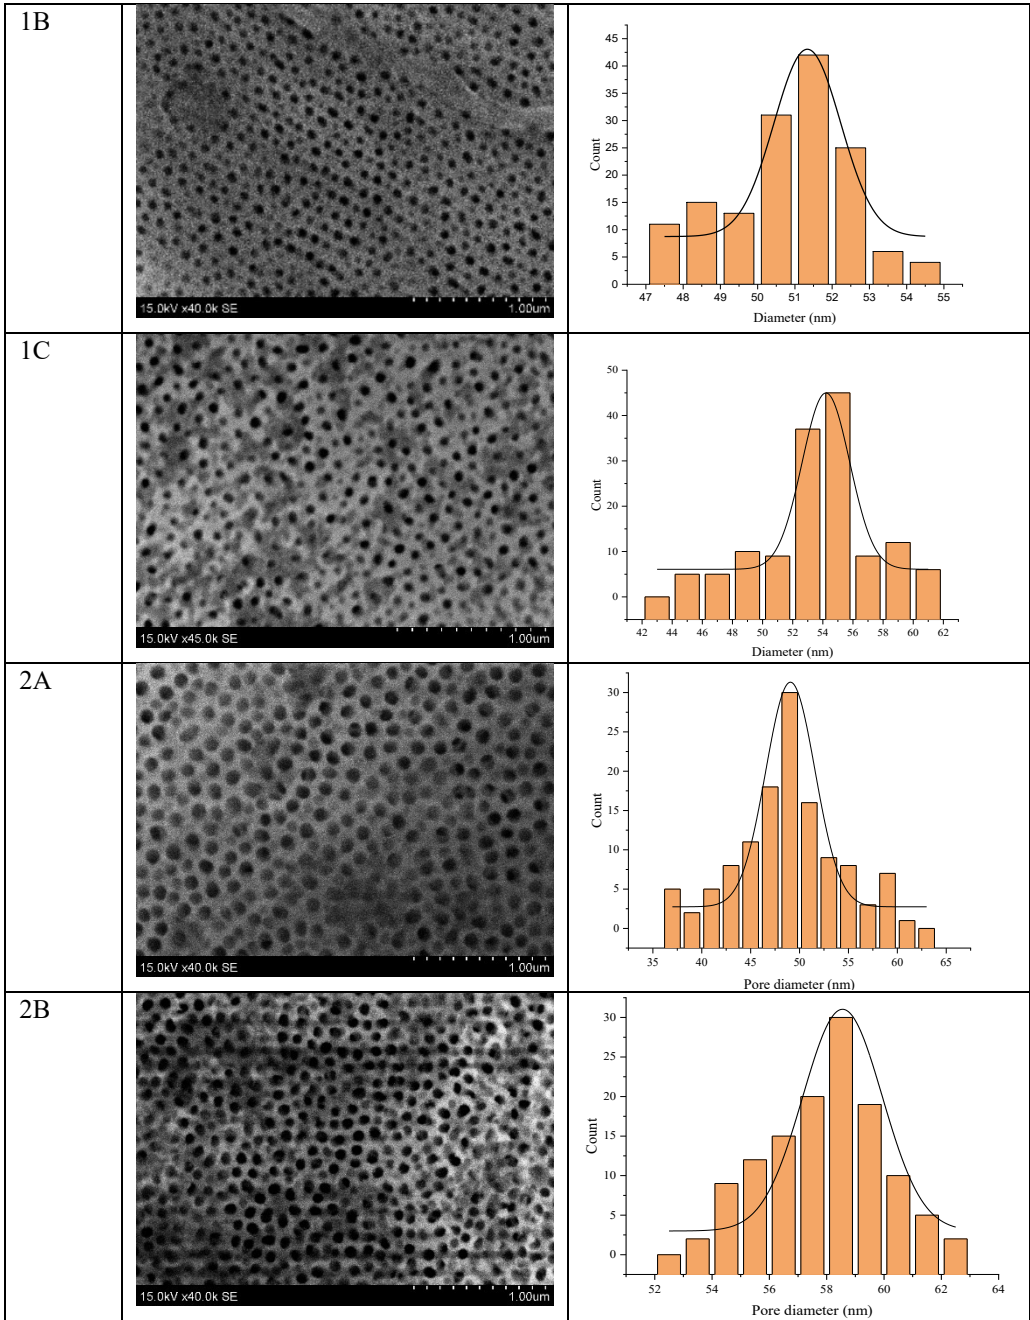 1B
15.0kV x40.0k SE 1.00um
45
40
35
30
25
20
15
10
5
0
Count
47 48 49 50 51 52 53 54 55
Diameter (nm)
1C
15.0kV x45.0k SE 1.00um
50
40
30
20
10
0
Count
42 44 46 48 50 52 54 56 58 60 62
Diameter (nm)
2A
15.0kV x40.0k SE 1.00um
30
25
20
15
10
5
0
Count
35 40 45 50 55 60 65
Pore diameter (nm)
2B
15.0kV x40.0k SE 1.00um
30
25
20
15
10
5
0
Count
52 54 56 58 60 62 64
Pore diameter (nm)